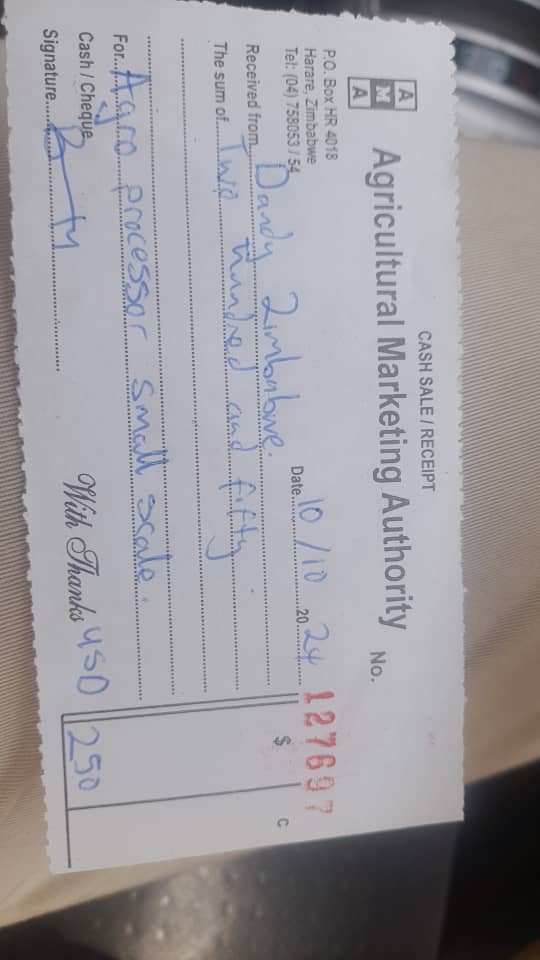 CASH SALE / RECEIPT
A
M
A
Agricultural Marketing Authority No. 127697
P.O. Box HR 4018
Harare, Zimbabwe
Tel: (04) 758053 / 54
Date 10/10 20 24
Received from Dandy Zimbabwe.
The sum of Two Hundred and fifty
$ C
For Agro processor small scale.
Cash / Cheque
With Thanks USD 250
Signature